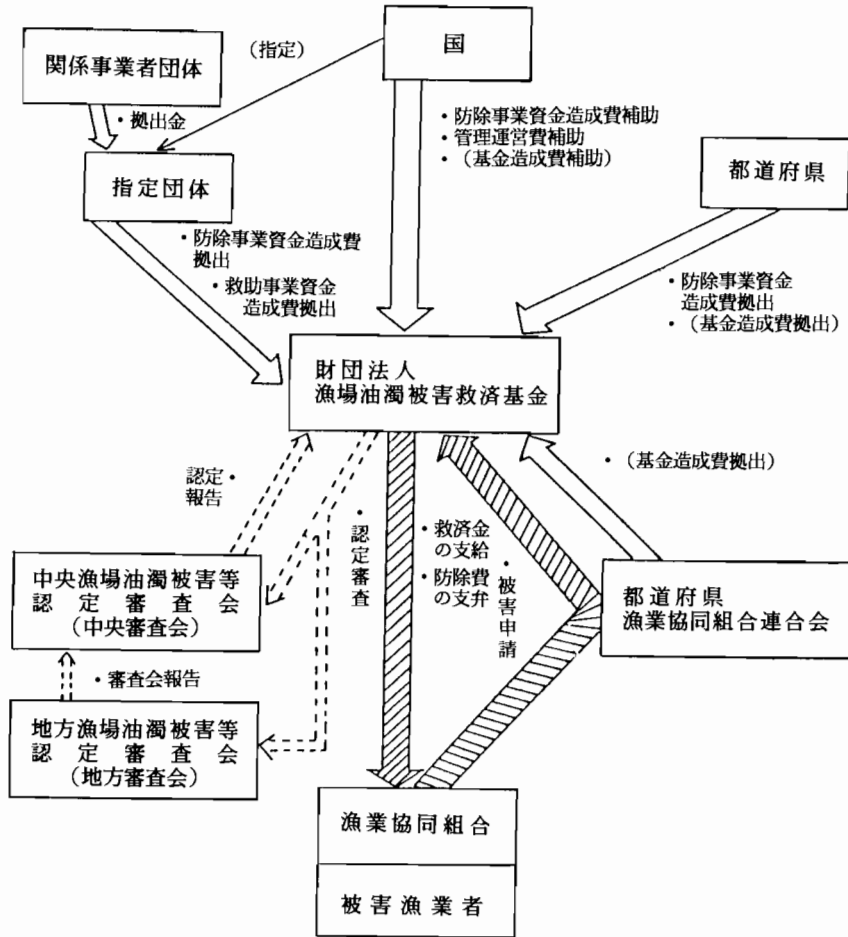 国
関係事業者団体
(指定)
・拠出金
・防除事業資金造成費補助
・管理運営費補助
・(基金造成費補助)
指定団体
都道府県
・防除事業資金造成費
拠出
・救助事業資金
造成費拠出
・防除事業資金
造成費拠出
・(基金造成費拠出)
財団法人
漁場油濁被害救済基金
認定・
報告
・認定審査
・救済金
の支給
・防除費
の支弁
・被害申請
・(基金造成費拠出)
中央漁場油濁被害等
認定審査会
(中央審査会)
都道府県
漁業協同組合連合会
・審査会報告
地方漁場油濁被害等
認定審査会
(地方審査会)
漁業協同組合
被害漁業者